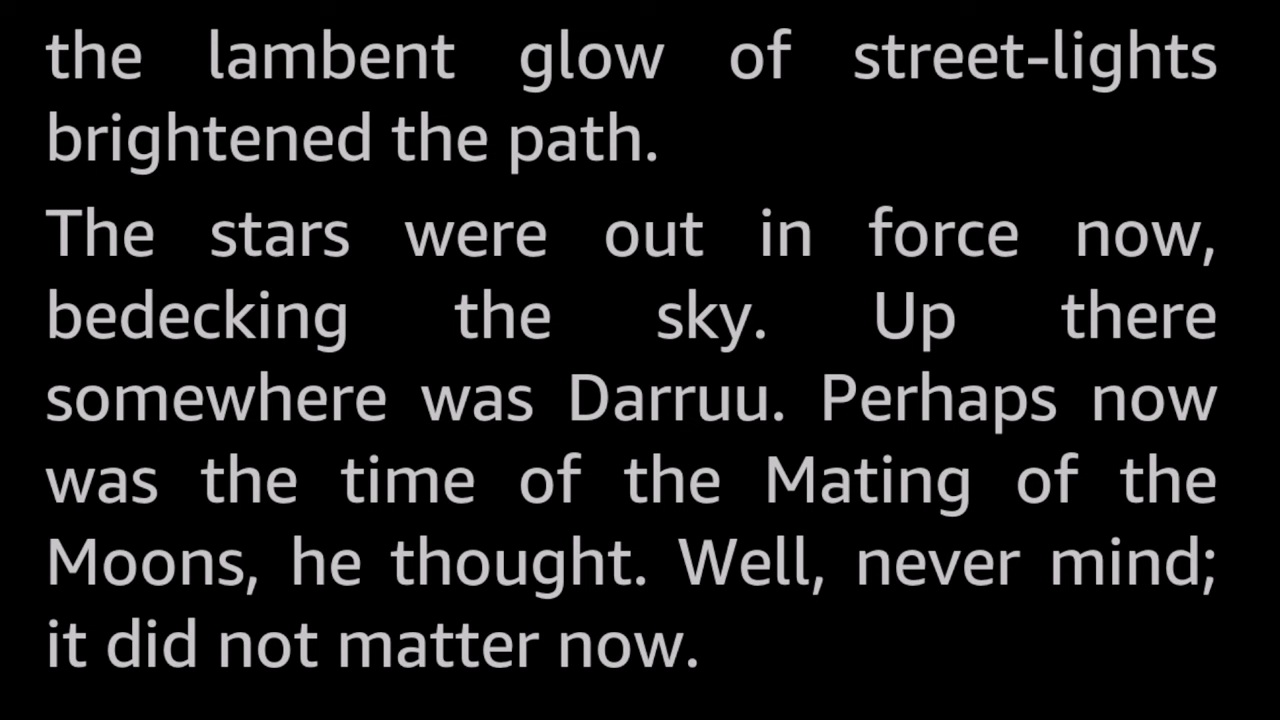 the lambent glow of street-lights
brightened the path.
The stars were out in force now,
bedecking the sky. Up there
somewhere was Darruu. Perhaps now
was the time of the Mating of the
Moons, he thought. Well, never mind;
it did not matter now.